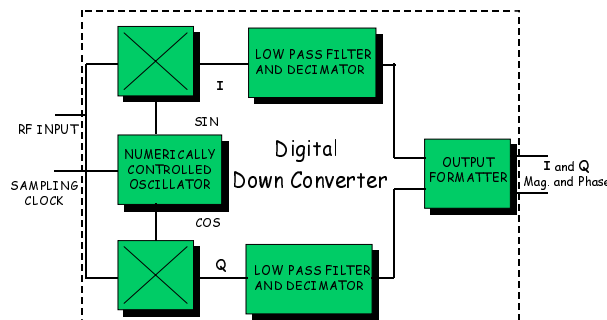 LOW PASS FILTER
AND DECIMATOR
I
RF INPUT
SIN
NUMERICALLY
CONTROLLED
OSCILLATOR
Digital
Down Converter
OUTPUT
FORMATTER
I and Q
Mag. and Phase
SAMPLING
CLOCK
COS
Q
LOW PASS FILTER
AND DECIMATOR